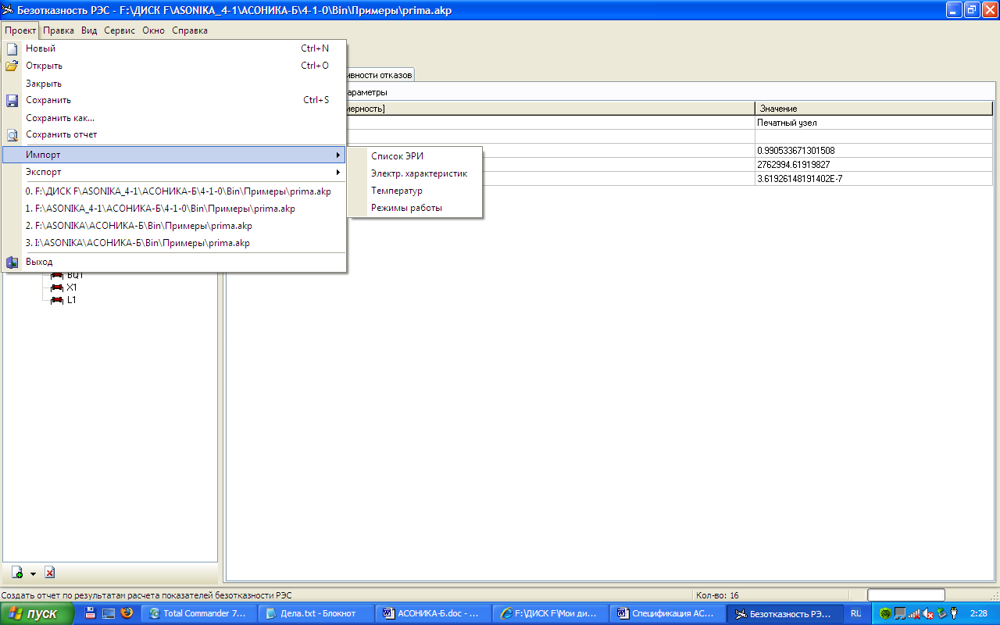 Безотказность РЭС - F:\ДИСК F\ASONIKA_4-1\АСОНИКА-Б\4-1-0\Bin\Примеры\prima.akp
Проект Правка Вид Сервис Окно Справка
Новый Ctrl+N
Открыть Ctrl+O
Закрыть
Сохранить Ctrl+S
Сохранить как...
Сохранить отчет
Импорт
Экспорт
0. F:\ДИСК F\ASONIKA_4-1\АСОНИКА-Б\4-1-0\Bin\Примеры\prima.akp
1. F:\ASONIKA_4-1\АСОНИКА-Б\4-1-0\Bin\Примеры\prima.akp
2. F:\ASONIKA\АСОНИКА-Б\Bin\Примеры\prima.akp
3. I:\ASONIKA\АСОНИКА-Б\Bin\Примеры\prima.akp
Выход
Список ЭРИ
Электр. характеристик
Температур
Режимы работы
ивности отказов
араметры
мерность] Значение
Печатный узел
0.990533671301508
2762994.61919827
3.61926148191402E-7
BQ1
X1
L1
Создать отчет по результатам расчета показателей безотказности РЭС Кол-во: 16
пуск Total Commander 7... Дела.txt - Блокнот АСОНИКА-Б.doc - ... F:\ДИСК F\Мои ди... Спецификация АС... Безотказность РЭ... RU 2:28